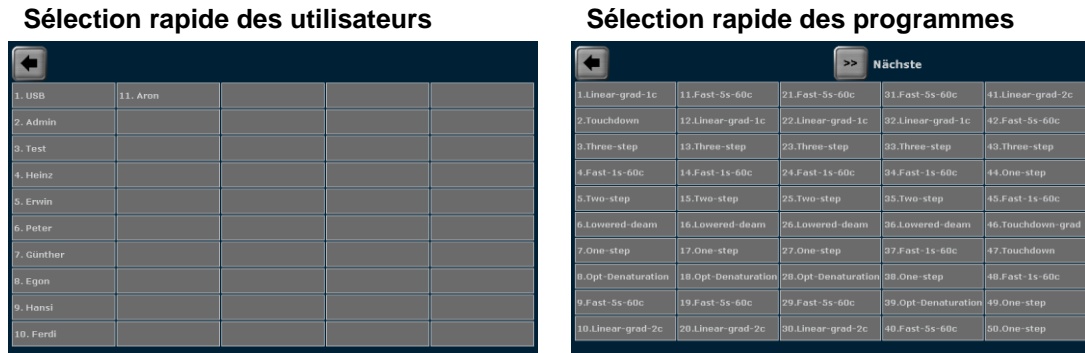 Sélection rapide des utilisateurs
1. USB 11. Aron
2. Admin
3. Test
4. Heinz
5. Erwin
6. Peter
7. Günther
8. Egon
9. Hansi
10. Ferdi
Sélection rapide des programmes
>> Nächste
1.Linear-grad-1c 11.Fast-5s-60c 21.Fast-5s-60c 31.Fast-5s-60c 41.Linear-grad-2c
2.Touchdown 12.Linear-grad-1c 22.Linear-grad-1c 32.Linear-grad-1c 42.Fast-5s-60c
3.Three-step 13.Three-step 23.Three-step 33.Three-step 43.Three-step
4.Fast-1s-60c 14.Fast-1s-60c 24.Fast-1s-60c 34.Fast-1s-60c 44.One-step
5.Two-step 15.Two-step 25.Two-step 35.Two-step 45.Fast-1s-60c
6.Lowered-deam 16.Lowered-deam 26.Lowered-deam 36.Lowered-deam 46.Touchdown-grad
7.One-step 17.One-step 27.One-step 37.Fast-1s-60c 47.Touchdown
8.Opt-Denaturation 18.Opt-Denaturation 28.Opt-Denaturation 38.One-step 48.Fast-1s-60c
9.Fast-5s-60c 19.Fast-5s-60c 29.Fast-5s-60c 39.Opt-Denaturation 49.One-step
10.Linear-grad-2c 20.Linear-grad-2c 30.Linear-grad-2c 40.Fast-5s-60c 50.One-step